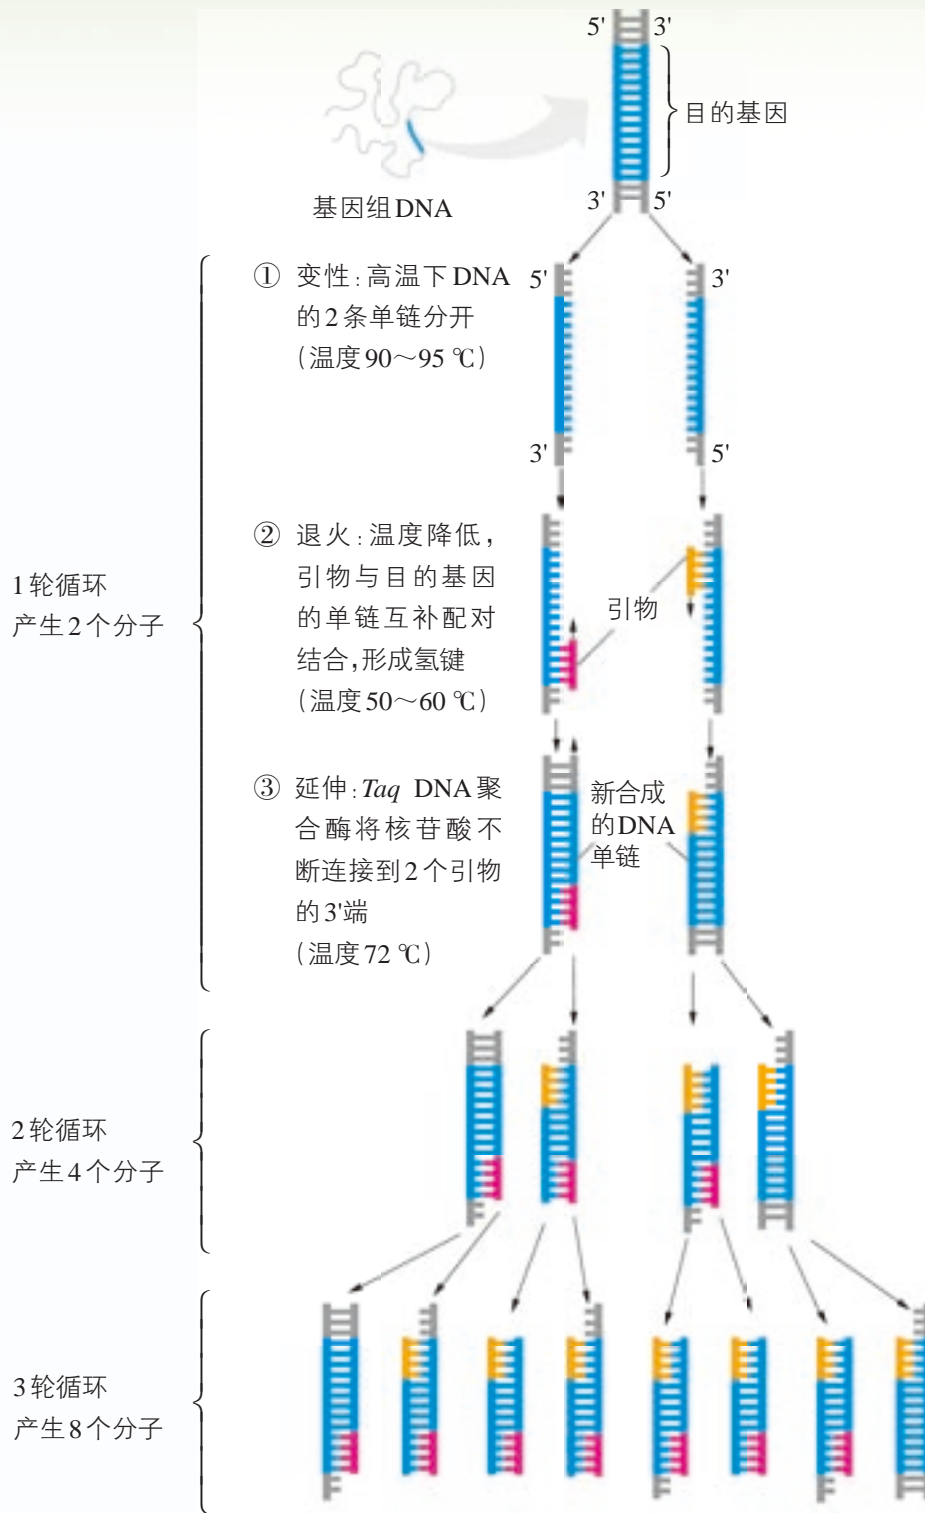 5' 3'
目的基因
3' 5'
基因组DNA
① 变性:高温下DNA
的2条单链分开
(温度90～95 ℃)
5' 3'
3' 5'
② 退火:温度降低,
引物与目的基因
的单链互补配对
结合,形成氢键
(温度50～60 ℃)
引物
1轮循环
产生2个分子
③ 延伸:Taq DNA聚
合酶将核苷酸不
断连接到2个引物
的3'端
(温度72 ℃)
新合成
的DNA
单链
2轮循环
产生4个分子
3轮循环
产生8个分子